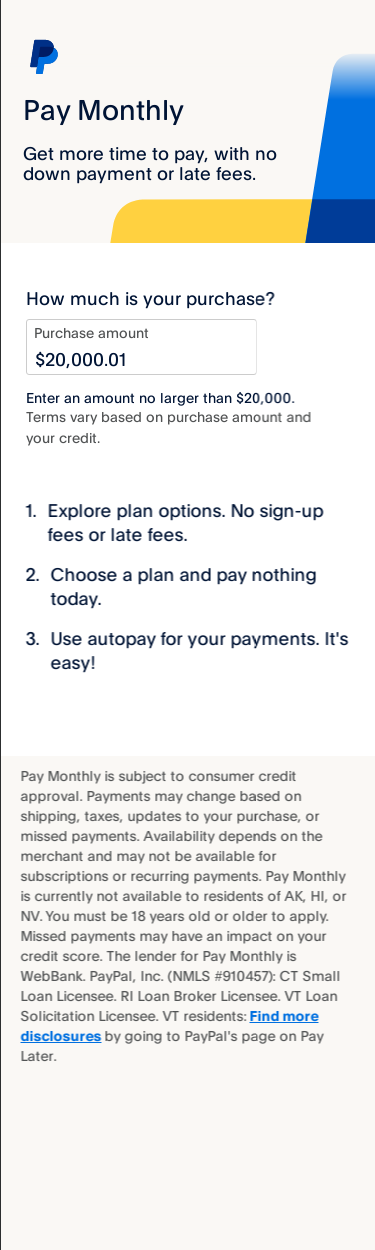 Pay Monthly
Get more time to pay, with no
down payment or late fees.
How much is your purchase?
Purchase amount
$20,000.01
Enter an amount no larger than $20,000.
Terms vary based on purchase amount and
your credit.
1. Explore plan options. No sign-up
fees or late fees.
2. Choose a plan and pay nothing
today.
3. Use autopay for your payments. It's
easy!
Pay Monthly is subject to consumer credit
approval. Payments may change based on
shipping, taxes, updates to your purchase, or
missed payments. Availability depends on the
merchant and may not be available for
subscriptions or recurring payments. Pay Monthly
is currently not available to residents of AK, HI, or
NV. You must be 18 years old or older to apply.
Missed payments may have an impact on your
credit score. The lender for Pay Monthly is
WebBank. PayPal, Inc. (NMLS #910457): CT Small
Loan Licensee. RI Loan Broker Licensee. VT Loan
Solicitation Licensee. VT residents: Find more
disclosures by going to PayPal's page on Pay
Later.